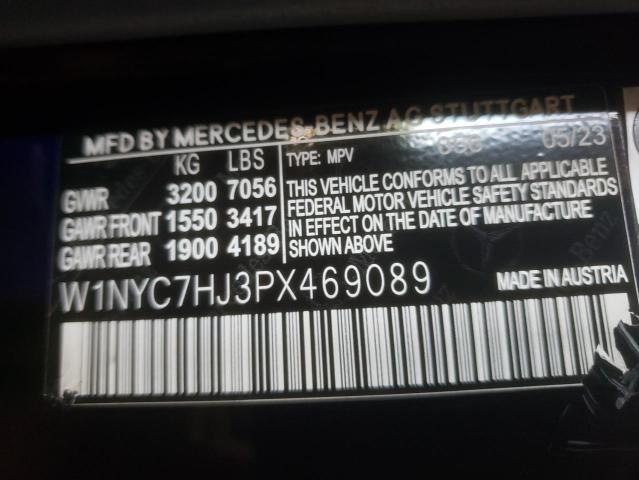 MFD BY MERCEDES-BENZ AG STUTTGART
KG LBS TYPE: MPV 05/23
GVWR 3200 7056 THIS VEHICLE CONFORMS TO ALL APPLICABLE
GAWR FRONT 1550 3417 FEDERAL MOTOR VEHICLE SAFETY STANDARDS
GAWR REAR 1900 4189 IN EFFECT ON THE DATE OF MANUFACTURE
SHOWN ABOVE
W1NYC7HJ3PX469089 MADE IN AUSTRIA